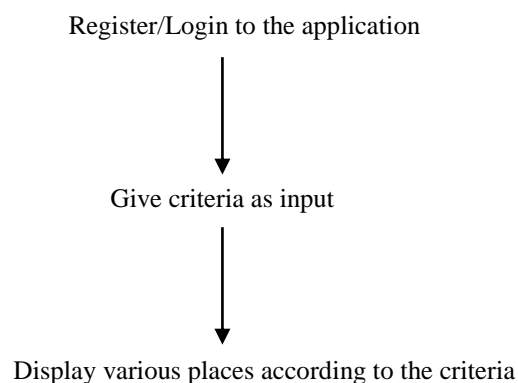 Register/Login to the application
Give criteria as input
Display various places according to the criteria